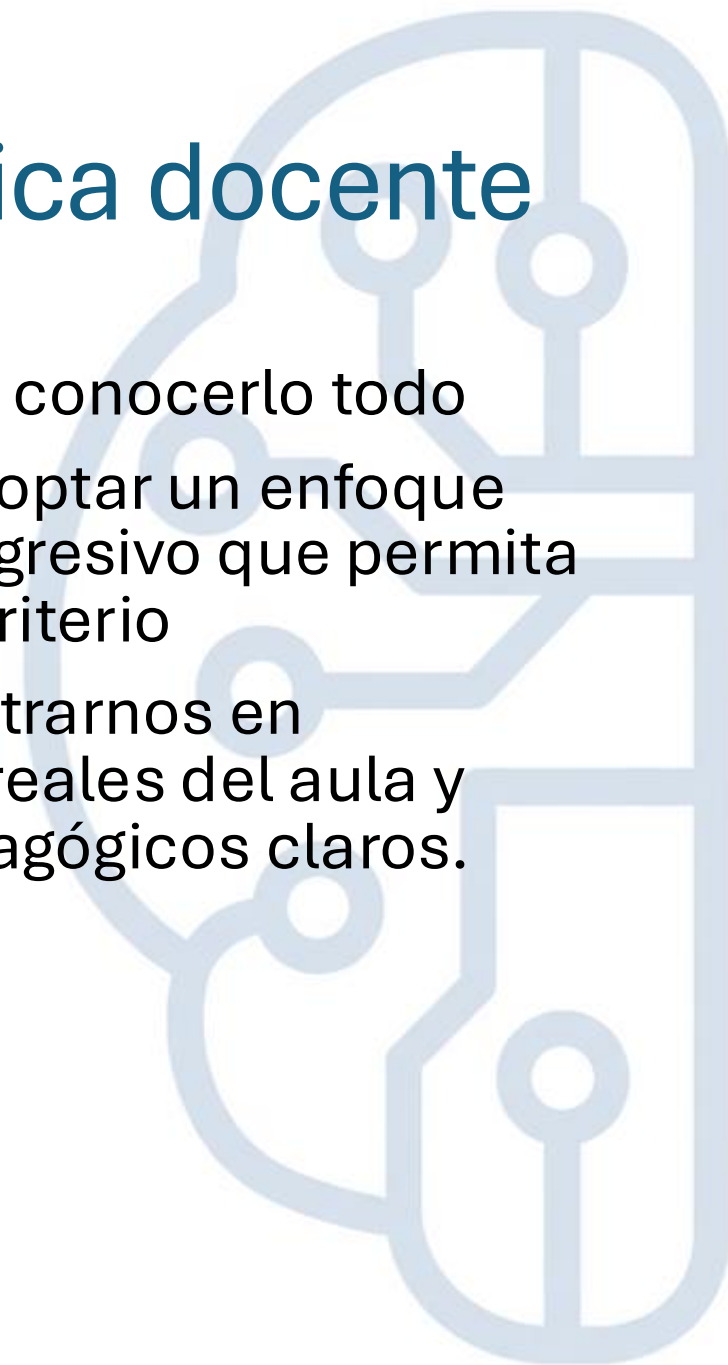 ica docente
conocerlo todo
optar un enfoque
gresivo que permita
riterio
trarnos en
reales del aula y
agógicos claros.